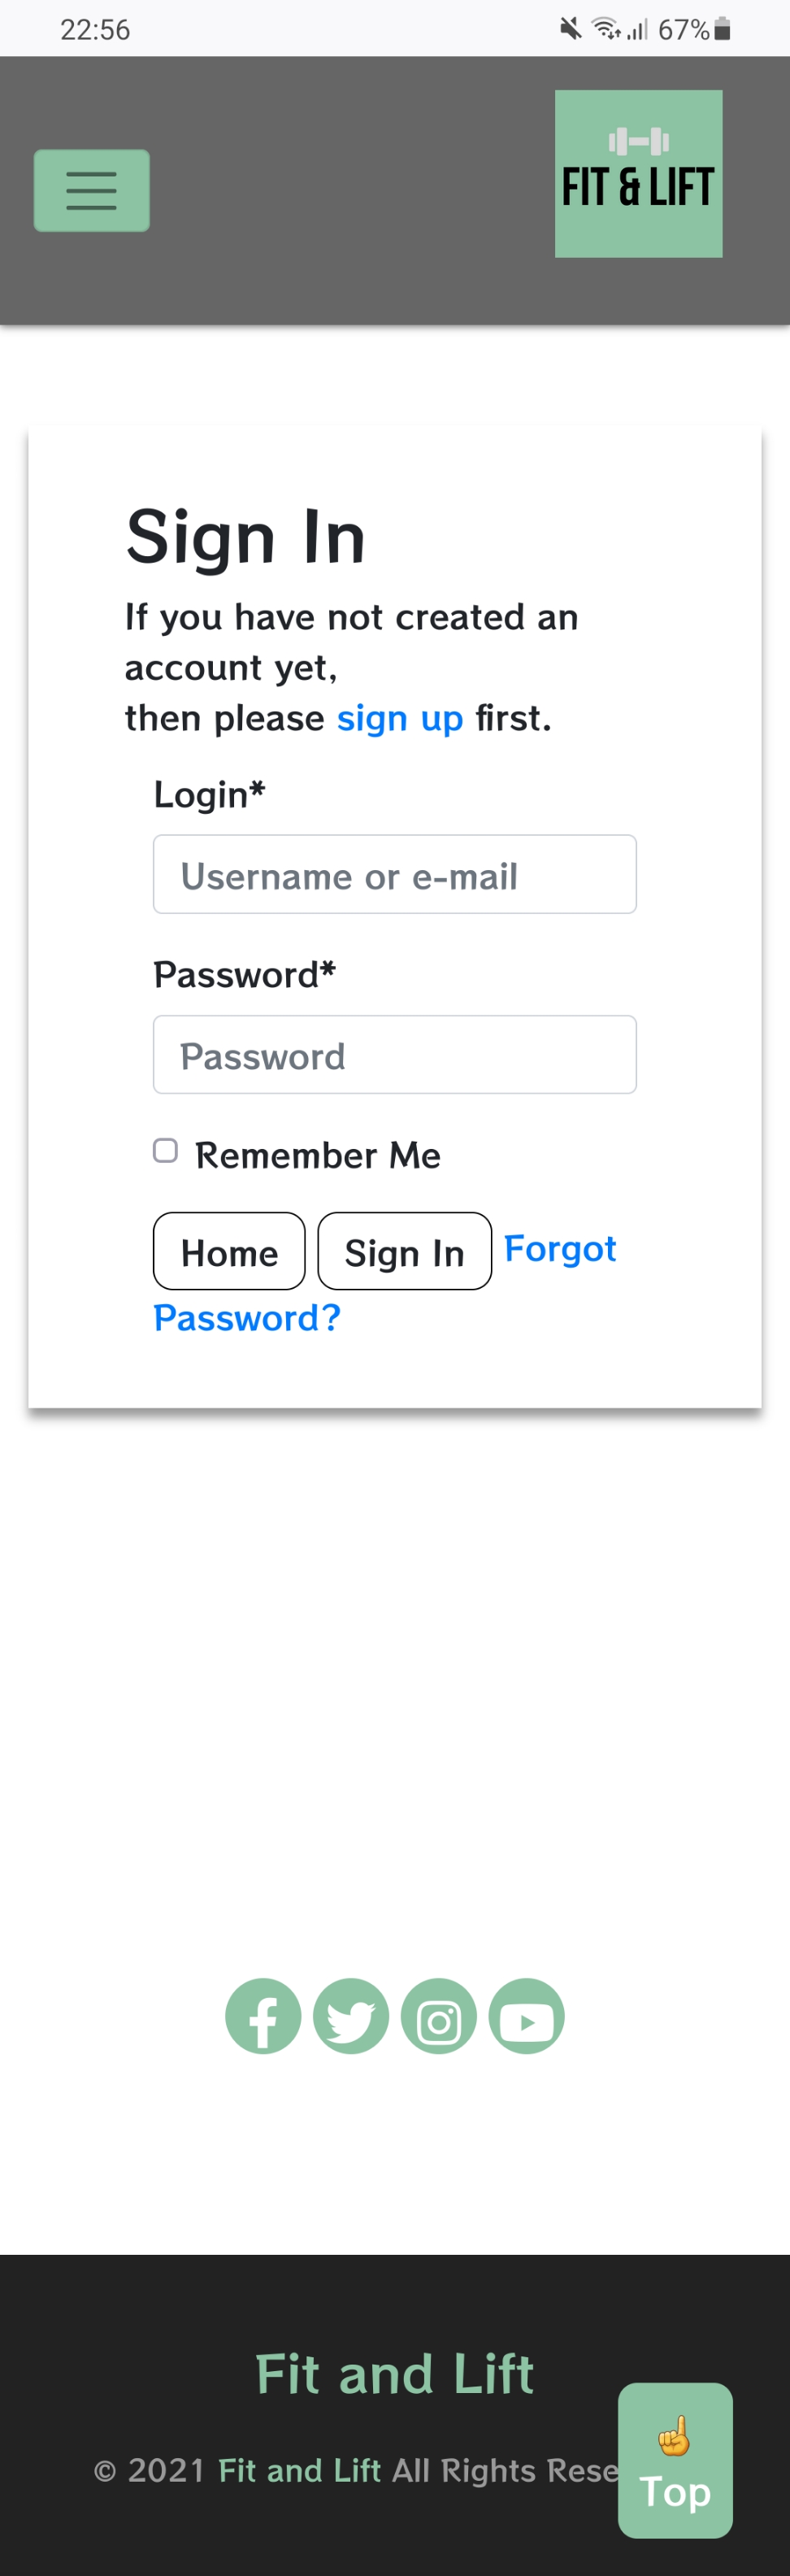 22:56
67%
FIT & LIFT
Sign In
If you have not created an
account yet,
then please sign up first.
Login*
Username or e-mail
Password*
Password
Remember Me
Home Sign In Forgot
Password?
Fit and Lift
© 2021 Fit and Lift All Rights Rese
Top